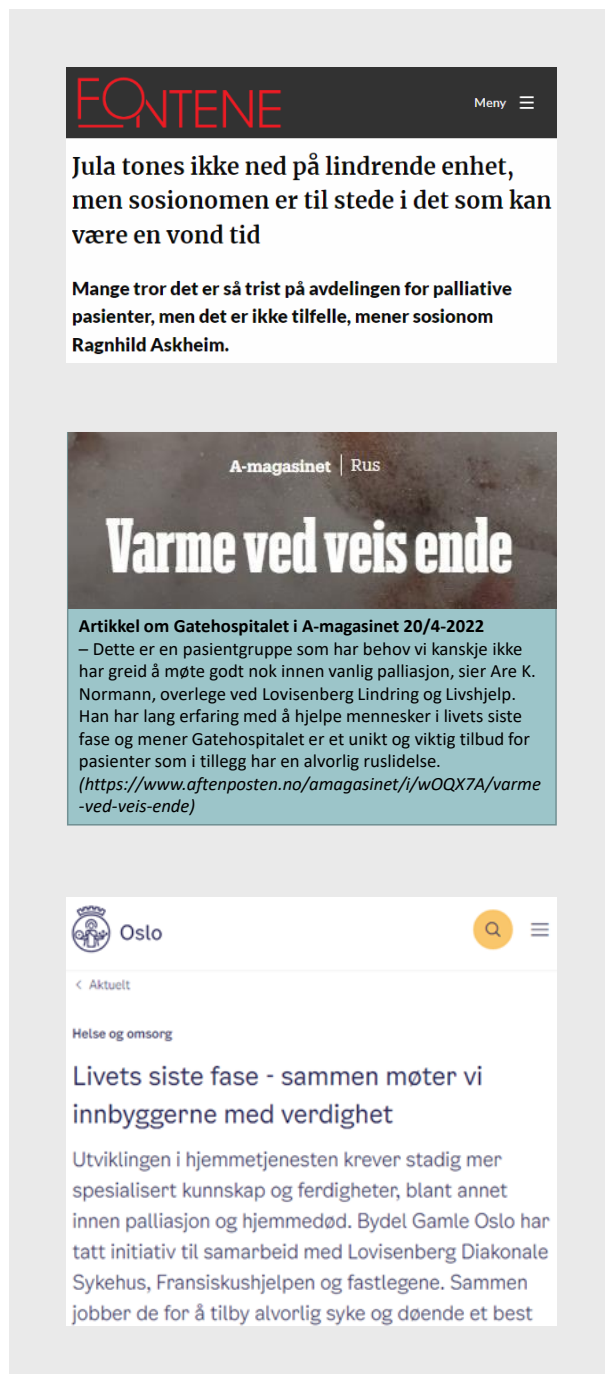 FONTENE
Meny
Jula tones ikke ned på lindrende enhet,
men sosionomen er til stede i det som kan
være en vond tid
Mange tror det er så trist på avdelingen for palliative
pasienter, men det er ikke tilfelle, mener sosionom
Ragnhild Askheim.
A-magasinet | Rus
Varme ved veis ende
Artikkel om Gatehospitalet i A-magasinet 20/4-2022
– Dette er en pasientgruppe som har behov vi kanskje ikke
har greid å møte godt nok innen vanlig palliasjon, sier Are K.
Normann, overlege ved Lovisenberg Lindring og Livshjelp.
Han har lang erfaring med å hjelpe mennesker i livets siste
fase og mener Gatehospitalet er et unikt og viktig tilbud for
pasienter som i tillegg har en alvorlig ruslidelse.
(https://www.aftenposten.no/amagasinet/i/wOQX7A/varme
-ved-veis-ende)
Oslo
< Aktuelt
Helse og omsorg
Livets siste fase - sammen møter vi
innbyggerne med verdighet
Utviklingen i hjemmetjenesten krever stadig mer
spesialisert kunnskap og ferdigheter, blant annet
innen palliasjon og hjemmedød. Bydel Gamle Oslo har
tatt initiativ til samarbeid med Lovisenberg Diakonale
Sykehus, Fransiskushjelpen og fastlegene. Sammen
jobber de for å tilby alvorlig syke og døende et best